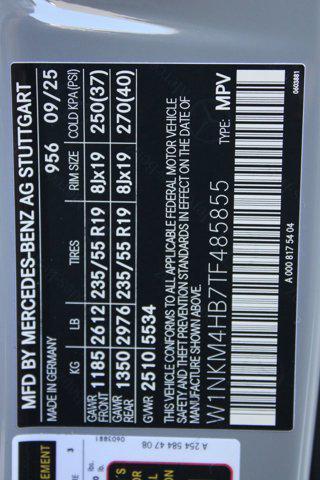 MFD BY MERCEDES-BENZ AG STUTTGART
MADE IN GERMANY 956 09/25
KG LB TIRES RIM SIZE COLD KPA(PSI)
GAWR FRONT 1185 2612 235/55 R19 8Jx19 250(37)
GAWR REAR 1350 2976 235/55 R19 8Jx19 270(40)
GVWR 2510 5534
THIS VEHICLE CONFORMS TO ALL APPLICABLE FEDERAL MOTOR VEHICLE
SAFETY AND THEFT PREVENTION STANDARDS IN EFFECT ON THE DATE OF
MANUFACTURE SHOWN ABOVE.
W1NKM4HB7TF485855 TYPE: MPV
A 000 817 54 04
0603881
A 254 584 47 08
0603881
3
lbs.